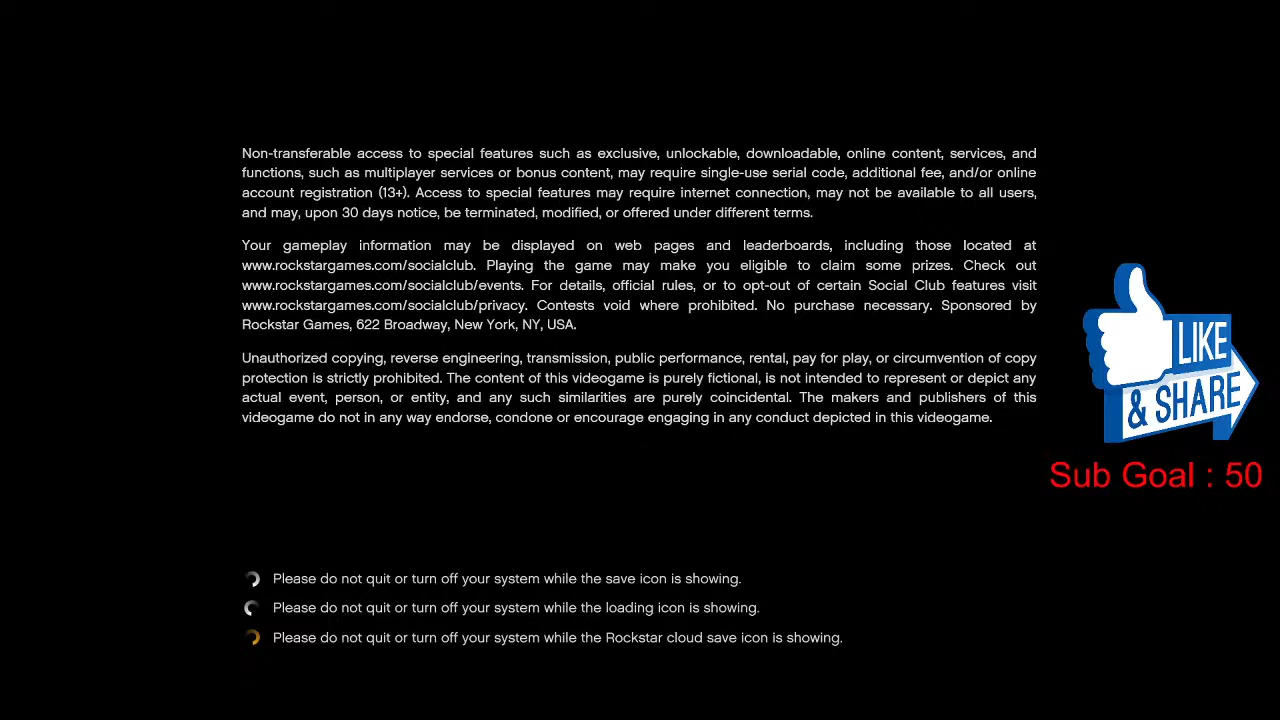 Non-transferable access to special features such as exclusive, unlockable, downloadable, online content, services, and
functions, such as multiplayer services or bonus content, may require single-use serial code, additional fee, and/or online
account registration (13+). Access to special features may require internet connection, may not be available to all users,
and may, upon 30 days notice, be terminated, modified, or offered under different terms.
Your gameplay information may be displayed on web pages and leaderboards, including those located at
www.rockstargames.com/socialclub. Playing the game may make you eligible to claim some prizes. Check out
www.rockstargames.com/socialclub/events. For details, official rules, or to opt-out of certain Social Club features visit
www.rockstargames.com/socialclub/privacy. Contests void where prohibited. No purchase necessary. Sponsored by
Rockstar Games, 622 Broadway, New York, NY, USA.
Unauthorized copying, reverse engineering, transmission, public performance, rental, pay for play, or circumvention of copy
protection is strictly prohibited. The content of this videogame is purely fictional, is not intended to represent or depict any
actual event, person, or entity, and any such similarities are purely coincidental. The makers and publishers of this
videogame do not in any way endorse, condone or encourage engaging in any conduct depicted in this videogame.
LIKE
& SHARE
Sub Goal : 50
Please do not quit or turn off your system while the save icon is showing.
Please do not quit or turn off your system while the loading icon is showing.
Please do not quit or turn off your system while the Rockstar cloud save icon is showing.